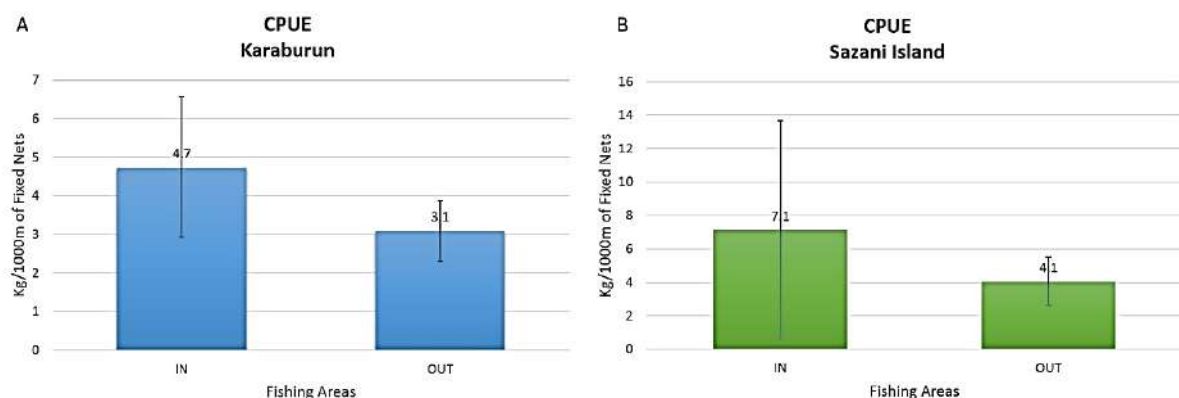 A
CPUE
Karaburun
Kg/1000m of Fixed Nets
7
6
5
4
3
2
1
0
4.7
3.1
IN
OUT
Fishing Areas
B
CPUE
Sazani Island
Kg/1000m of Fixed Nets
16
14
12
10
8
6
4
2
0
7.1
4.1
IN
OUT
Fishing Areas